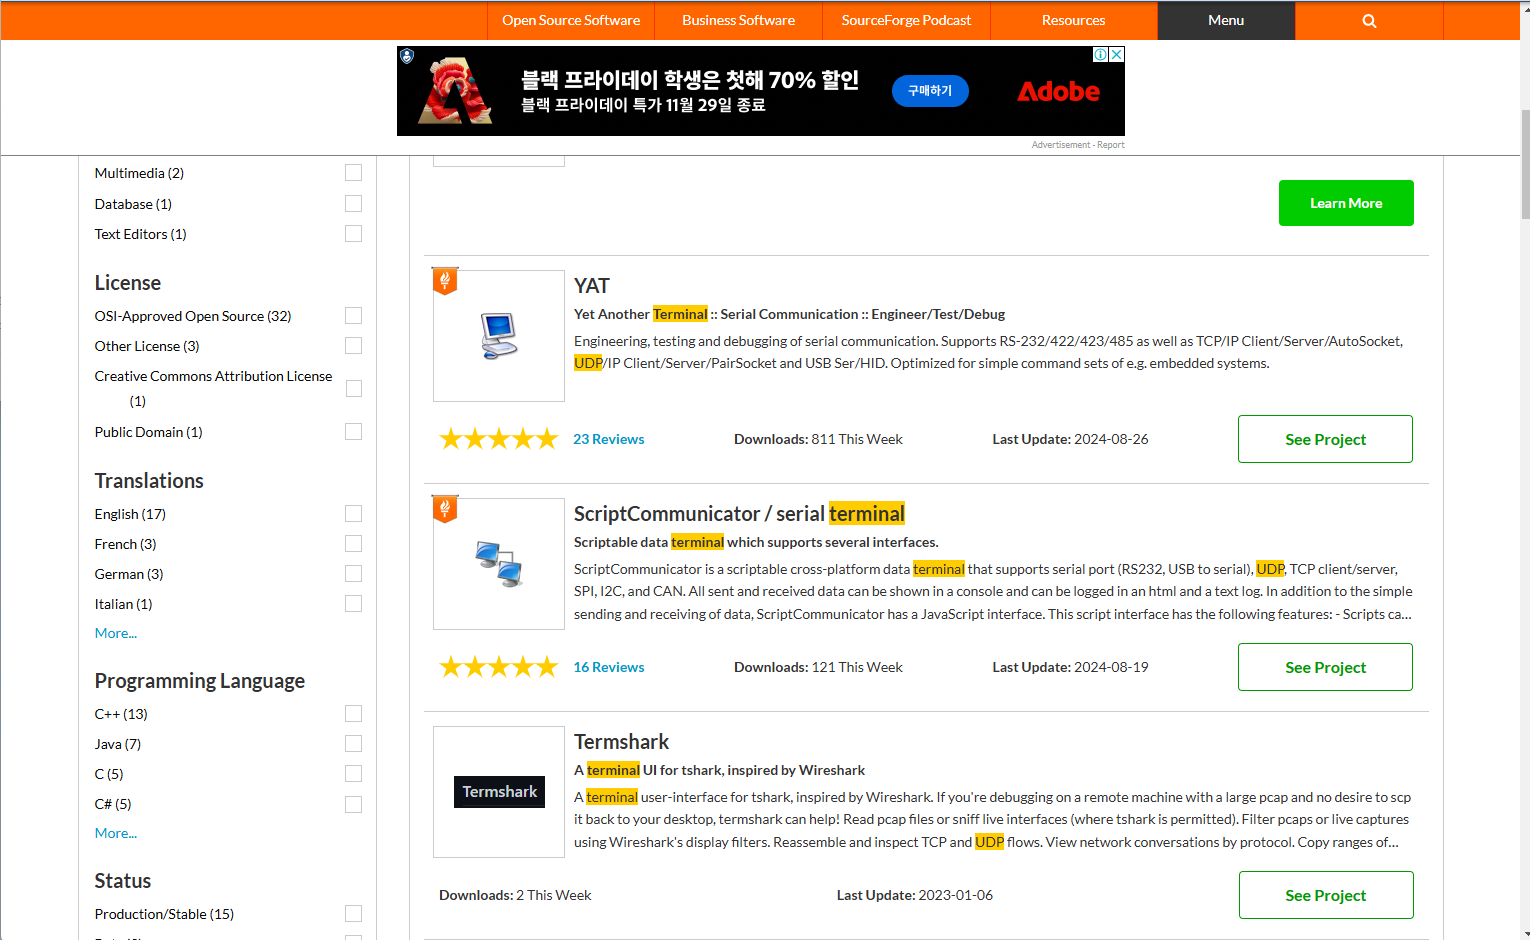 Open Source Software
Business Software
SourceForge Podcast
Resources
Menu
블랙 프라이데이 학생은 첫해 70% 할인
블랙 프라이데이 특가 11월 29일 종료
구매하기
Adobe
Advertisement - Report
Multimedia (2)
Database (1)
Text Editors (1)
License
OSI-Approved Open Source (32)
Other License (3)
Creative Commons Attribution License
(1)
Public Domain (1)
Translations
English (17)
French (3)
German (3)
Italian (1)
More...
Programming Language
C++ (13)
Java (7)
C (5)
C# (5)
More...
Status
Production/Stable (15)
Learn More
YAT
Yet Another Terminal :: Serial Communication :: Engineer/Test/Debug
Engineering, testing and debugging of serial communication. Supports RS-232/422/423/485 as well as TCP/IP Client/Server/AutoSocket,
UDP/IP Client/Server/PairSocket and USB Ser/HID. Optimized for simple command sets of e.g. embedded systems.
23 Reviews
Downloads: 811 This Week
Last Update: 2024-08-26
See Project
ScriptCommunicator / serial terminal
Scriptable data terminal which supports several interfaces.
ScriptCommunicator is a scriptable cross-platform data terminal that supports serial port (RS232, USB to serial), UDP, TCP client/server,
SPI, I2C, and CAN. All sent and received data can be shown in a console and can be logged in an html and a text log. In addition to the simple
sending and receiving of data, ScriptCommunicator has a JavaScript interface. This script interface has the following features: - Scripts ca...
16 Reviews
Downloads: 121 This Week
Last Update: 2024-08-19
See Project
Termshark
Termshark
A terminal UI for tshark, inspired by Wireshark
A terminal user-interface for tshark, inspired by Wireshark. If you're debugging on a remote machine with a large pcap and no desire to scp
it back to your desktop, termshark can help! Read pcap files or sniff live interfaces (where tshark is permitted). Filter pcaps or live captures
using Wireshark's display filters. Reassemble and inspect TCP and UDP flows. View network conversations by protocol. Copy ranges of...
Downloads: 2 This Week
Last Update: 2023-01-06
See Project